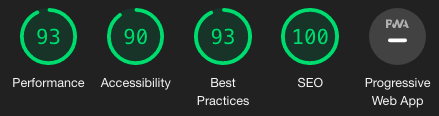 93
90
93
100
PWA
Performance
Accessibility
Best
Practices
SEO
Progressive
Web App